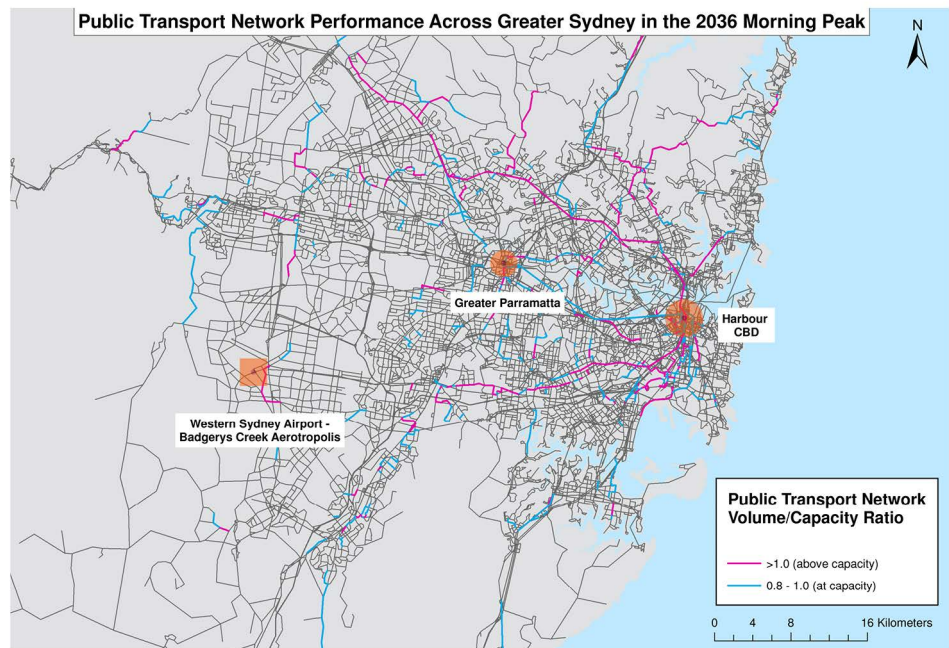 Public Transport Network Performance Across Greater Sydney in the 2036 Morning Peak
N
Greater Parramatta
Harbour
CBD
Western Sydney Airport -
Badgerys Creek Aerotropolis
Public Transport Network
Volume/Capacity Ratio
>1.0 (above capacity)
0.8 - 1.0 (at capacity)
0 4 8 16 Kilometers